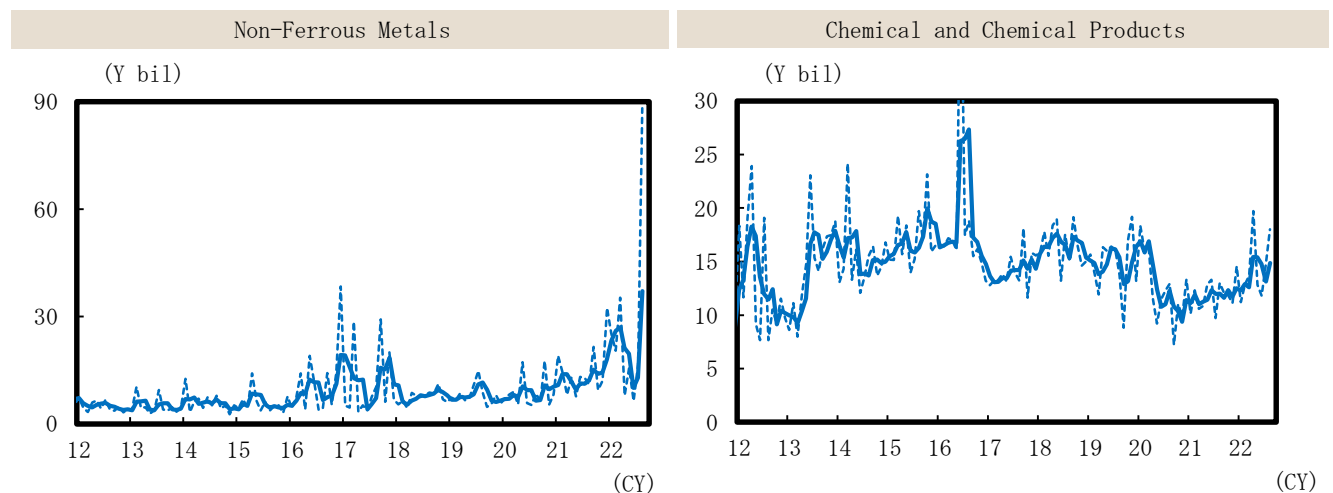 Non-Ferrous Metals
(Y bil)
90
60
30
0
12 13 14 15 16 17 18 19 20 21 22
(CY)
Chemical and Chemical Products
(Y bil)
30
25
20
15
10
5
0
12 13 14 15 16 17 18 19 20 21 22
(CY)